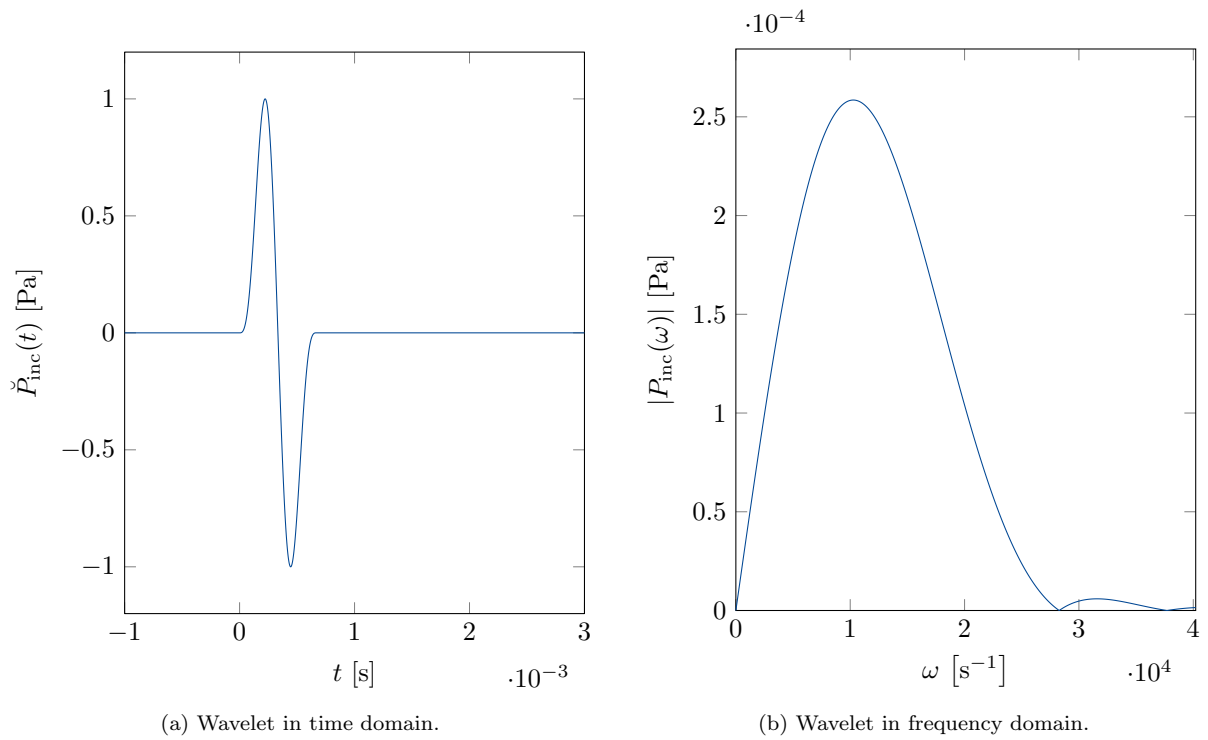 1
0.5
0
−0.5
−1
P̆inc(t) [Pa]
−1 0 1 2 3
t [s]
·10−3
(a) Wavelet in time domain.
·10−4
2.5
2
1.5
1
0.5
0
|Pinc(ω)| [Pa]
0 1 2 3 4
ω [s−1]
·104
(b) Wavelet in frequency domain.